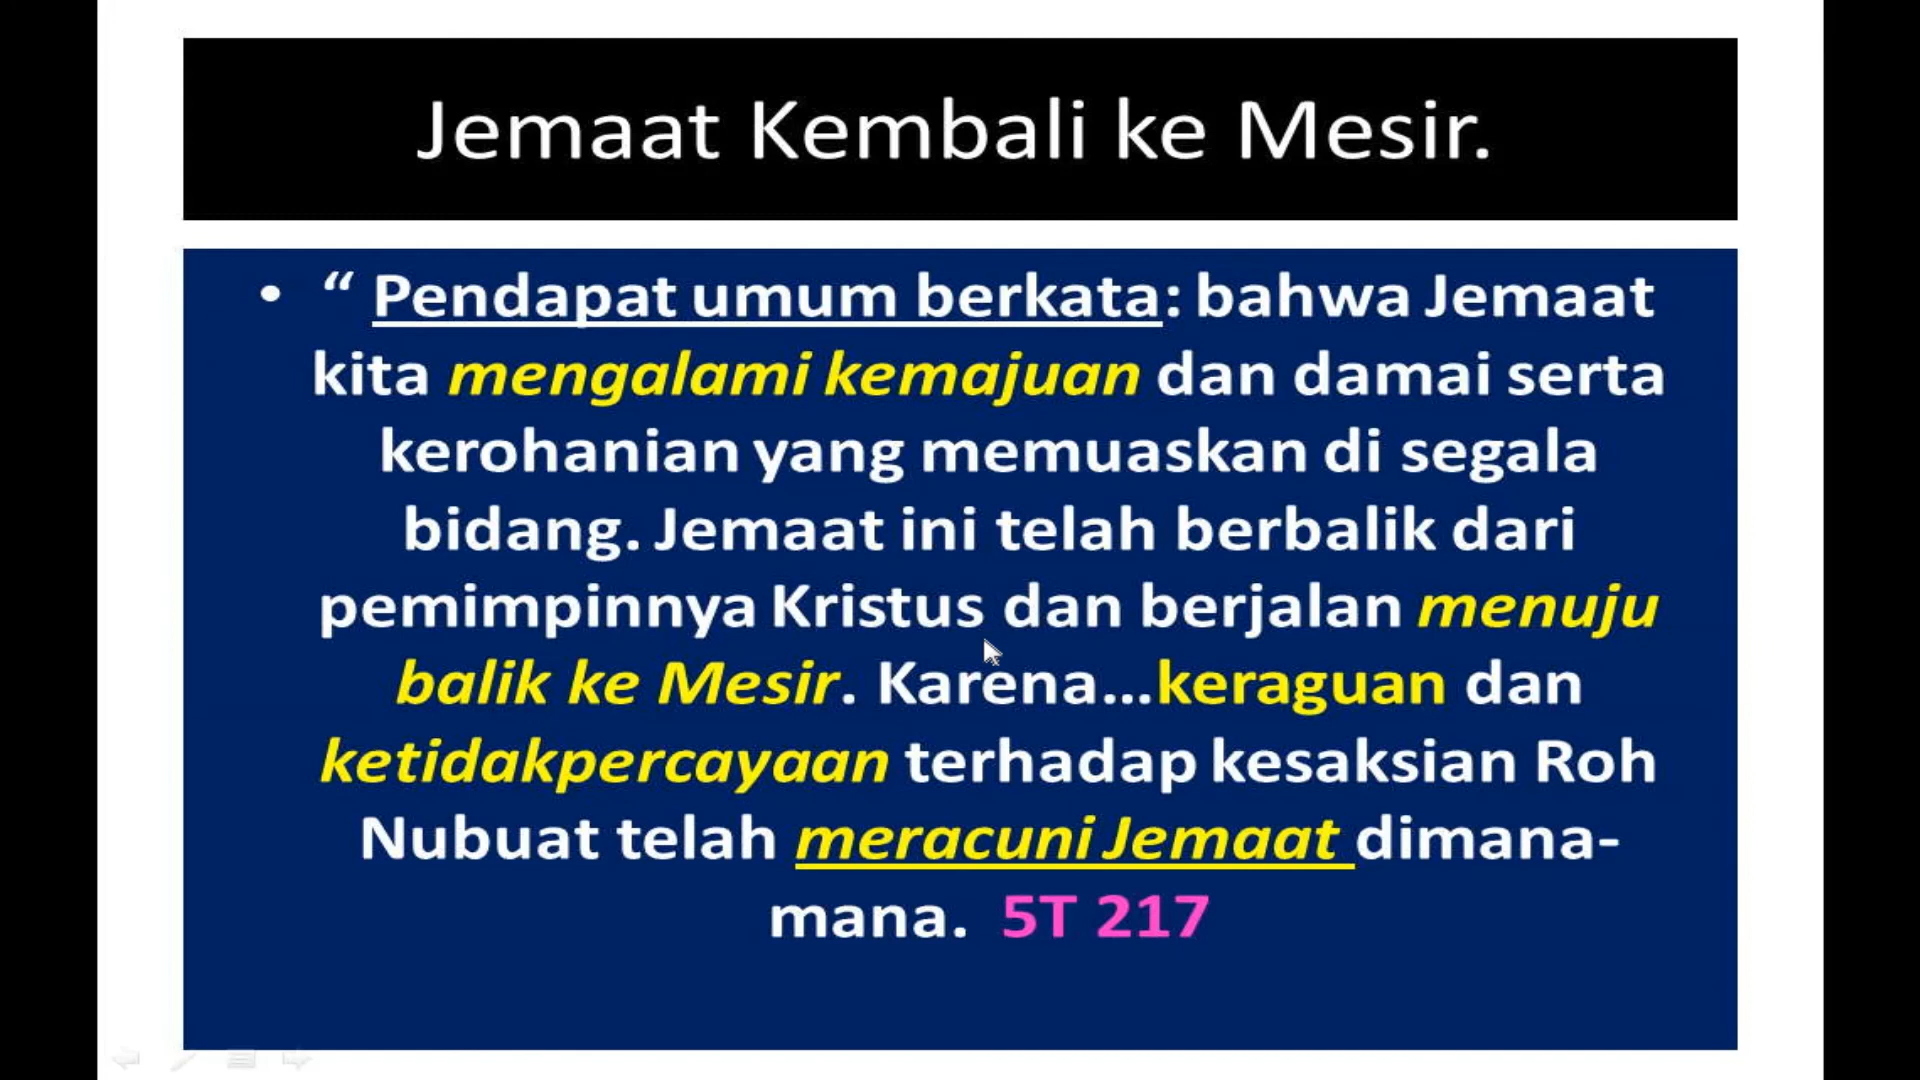 Jemaat Kembali ke Mesir.
• “ Pendapat umum berkata: bahwa Jemaat
kita mengalami kemajuan dan damai serta
kerohanian yang memuaskan di segala
bidang. Jemaat ini telah berbalik dari
pemimpinnya Kristus dan berjalan menuju
balik ke Mesir. Karena...keraguan dan
ketidakpercayaan terhadap kesaksian Roh
Nubuat telah meracuni Jemaat dimana-
mana. 5T 217